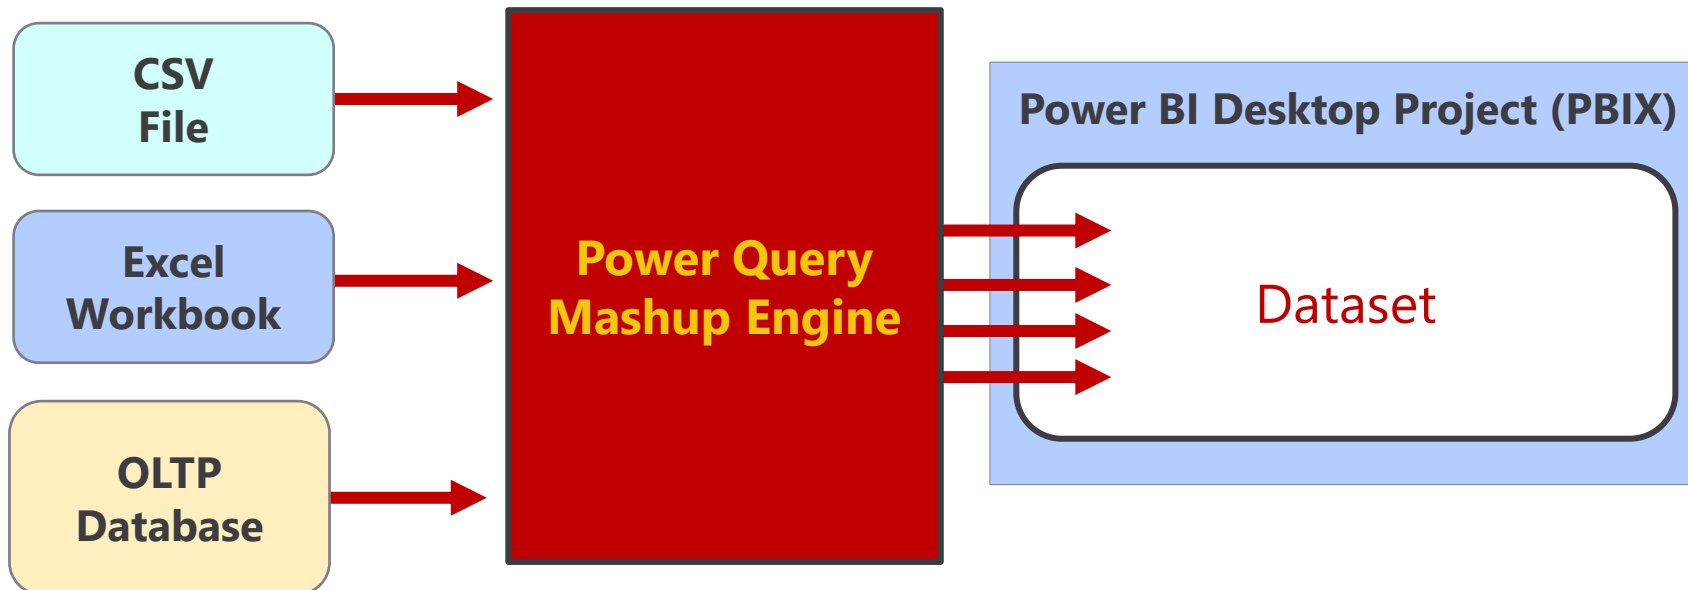 CSV
File
Excel
Workbook
OLTP
Database
Power Query
Mashup Engine
Power BI Desktop Project (PBIX)
Dataset